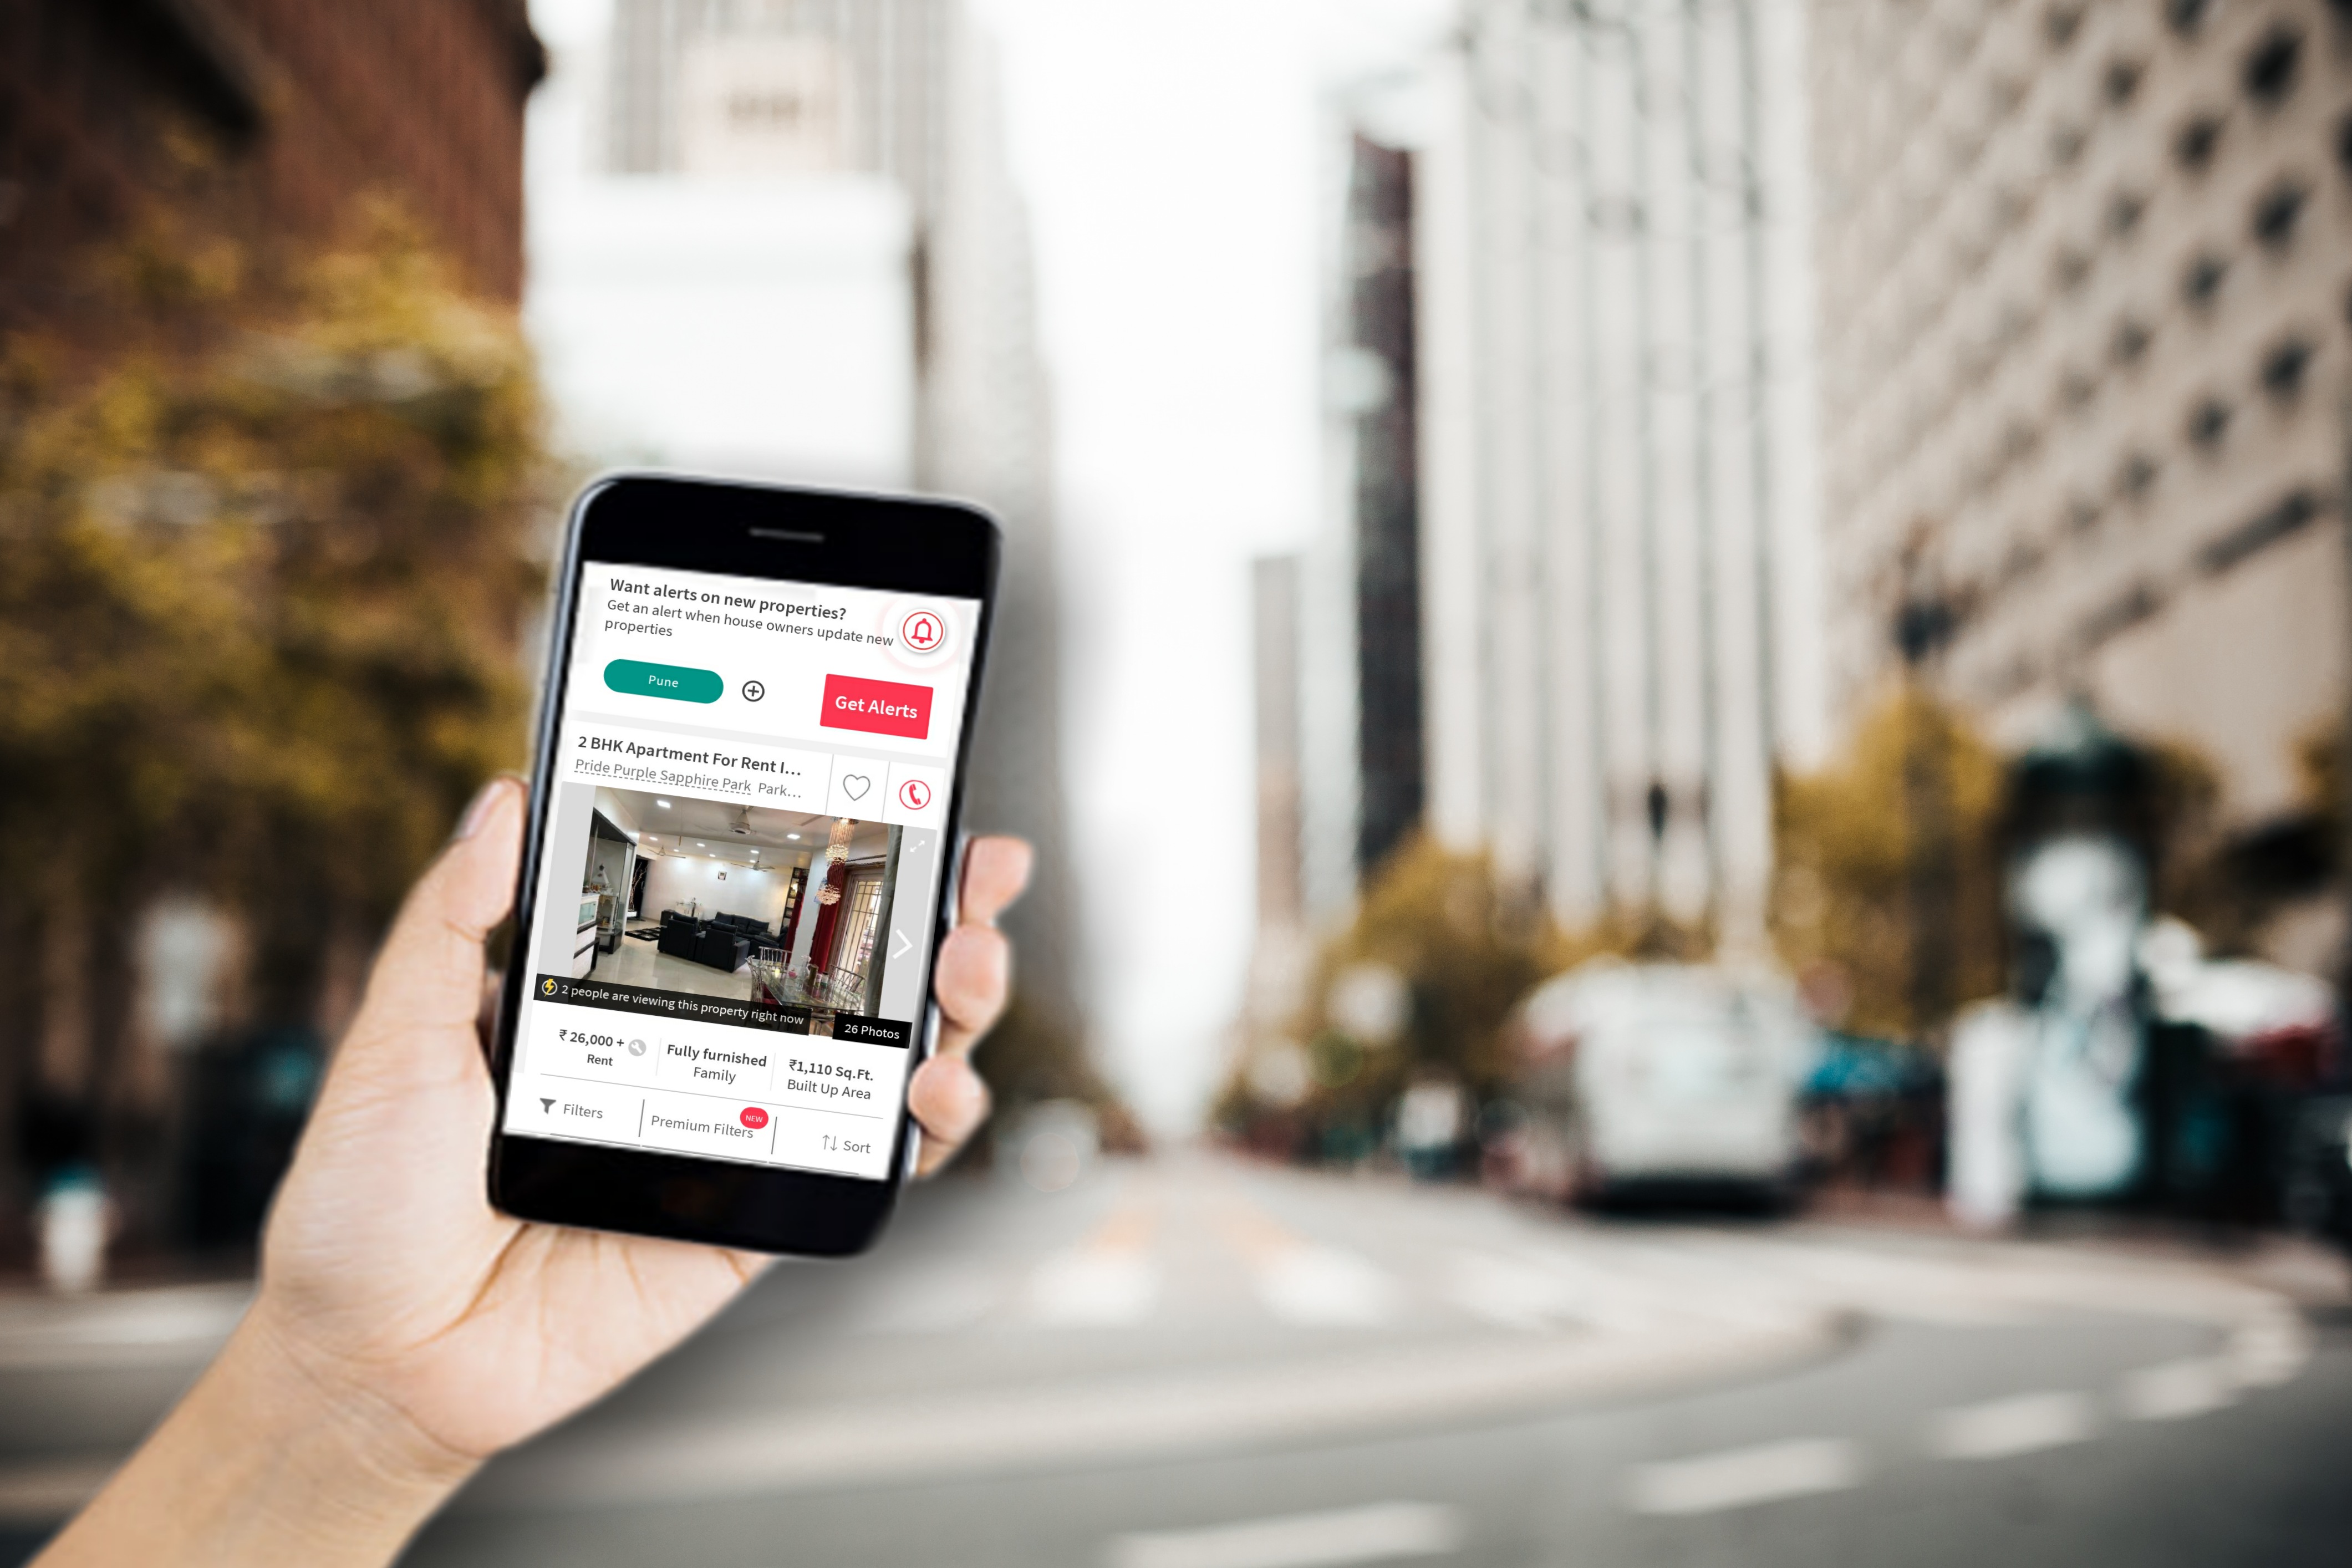 Want alerts on new properties?
Get an alert when house owners update new
properties
Pune
Get Alerts
2 BHK Apartment For Rent I...
Pride Purple Sapphire Park Park...
2 people are viewing this property right now
26 Photos
₹ 26,000 +
Rent
Fully furnished
Family
₹1,110 Sq.Ft.
Built Up Area
Filters
Premium Filters
NEW
Sort